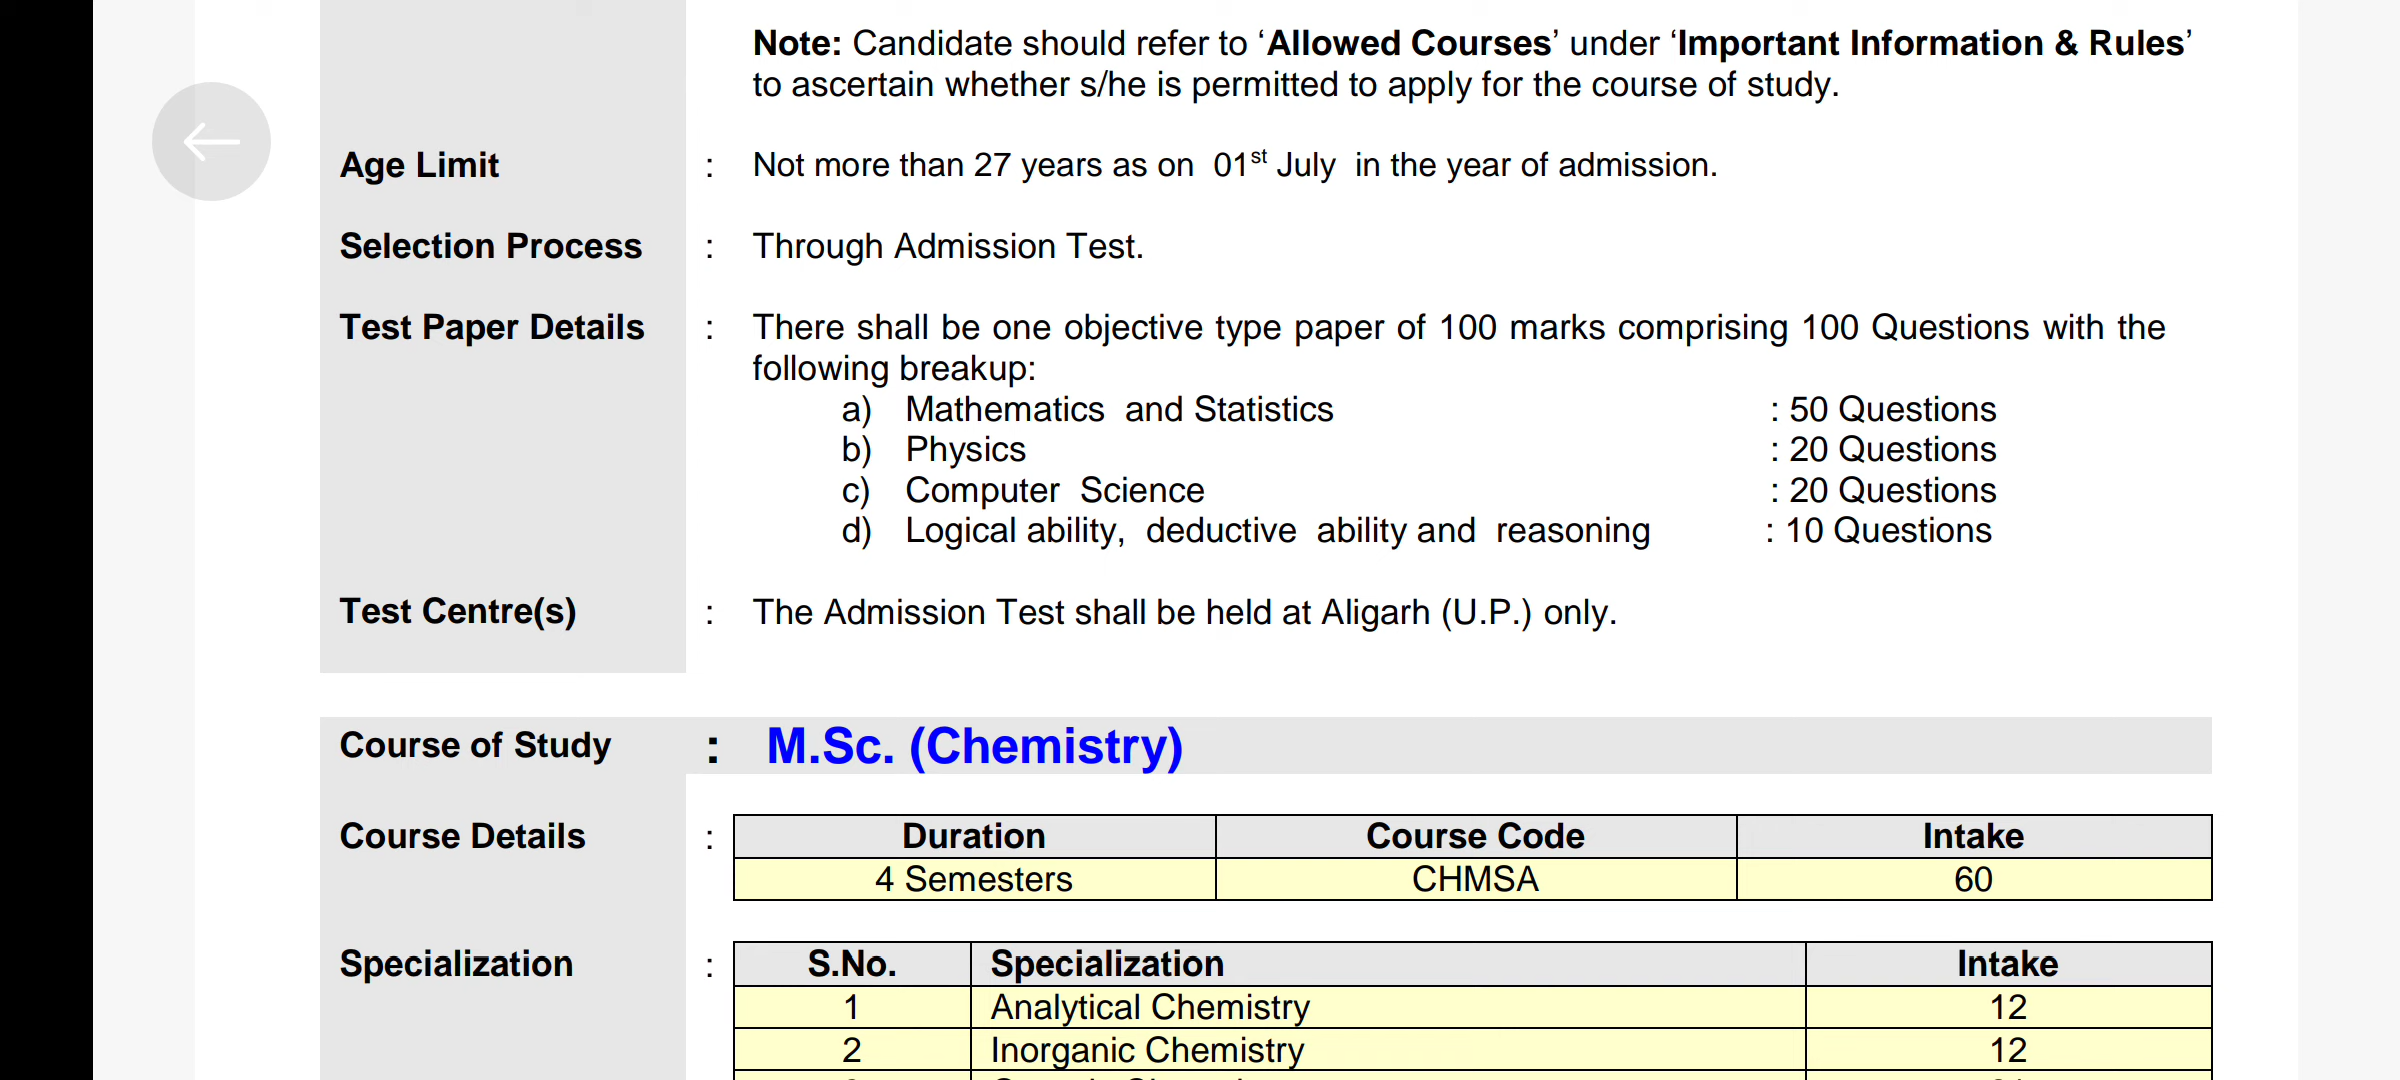 Note: Candidate should refer to ‘Allowed Courses’ under ‘Important Information & Rules’
to ascertain whether s/he is permitted to apply for the course of study.
Age Limit : Not more than 27 years as on 01st July in the year of admission.
Selection Process : Through Admission Test.
Test Paper Details : There shall be one objective type paper of 100 marks comprising 100 Questions with the
following breakup:
a) Mathematics and Statistics : 50 Questions
b) Physics : 20 Questions
c) Computer Science : 20 Questions
d) Logical ability, deductive ability and reasoning : 10 Questions
Test Centre(s) : The Admission Test shall be held at Aligarh (U.P.) only.
Course of Study : M.Sc. (Chemistry)
Course Details : Duration Course Code Intake
4 Semesters CHMSA 60
Specialization : S.No. Specialization Intake
1 Analytical Chemistry 12
2 Inorganic Chemistry 12